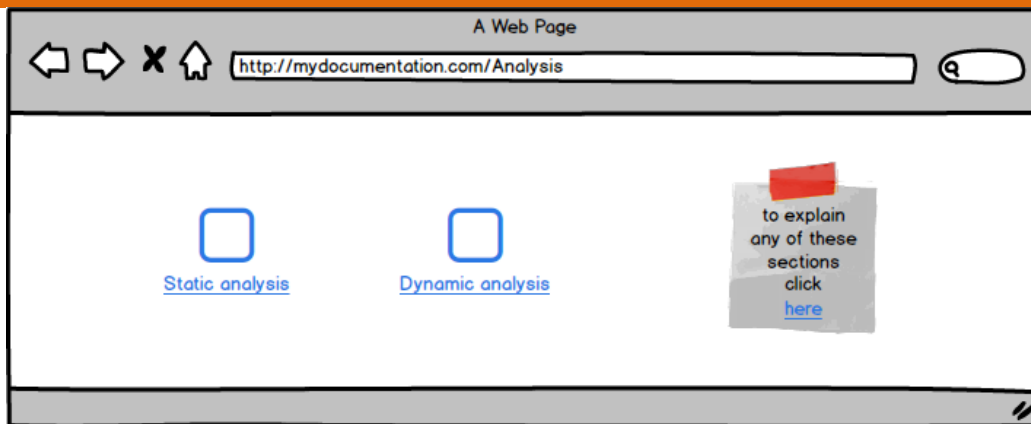 A Web Page
http://mydocumentation.com/Analysis
Static analysis
Dynamic analysis
to explain
any of these
sections
click
here